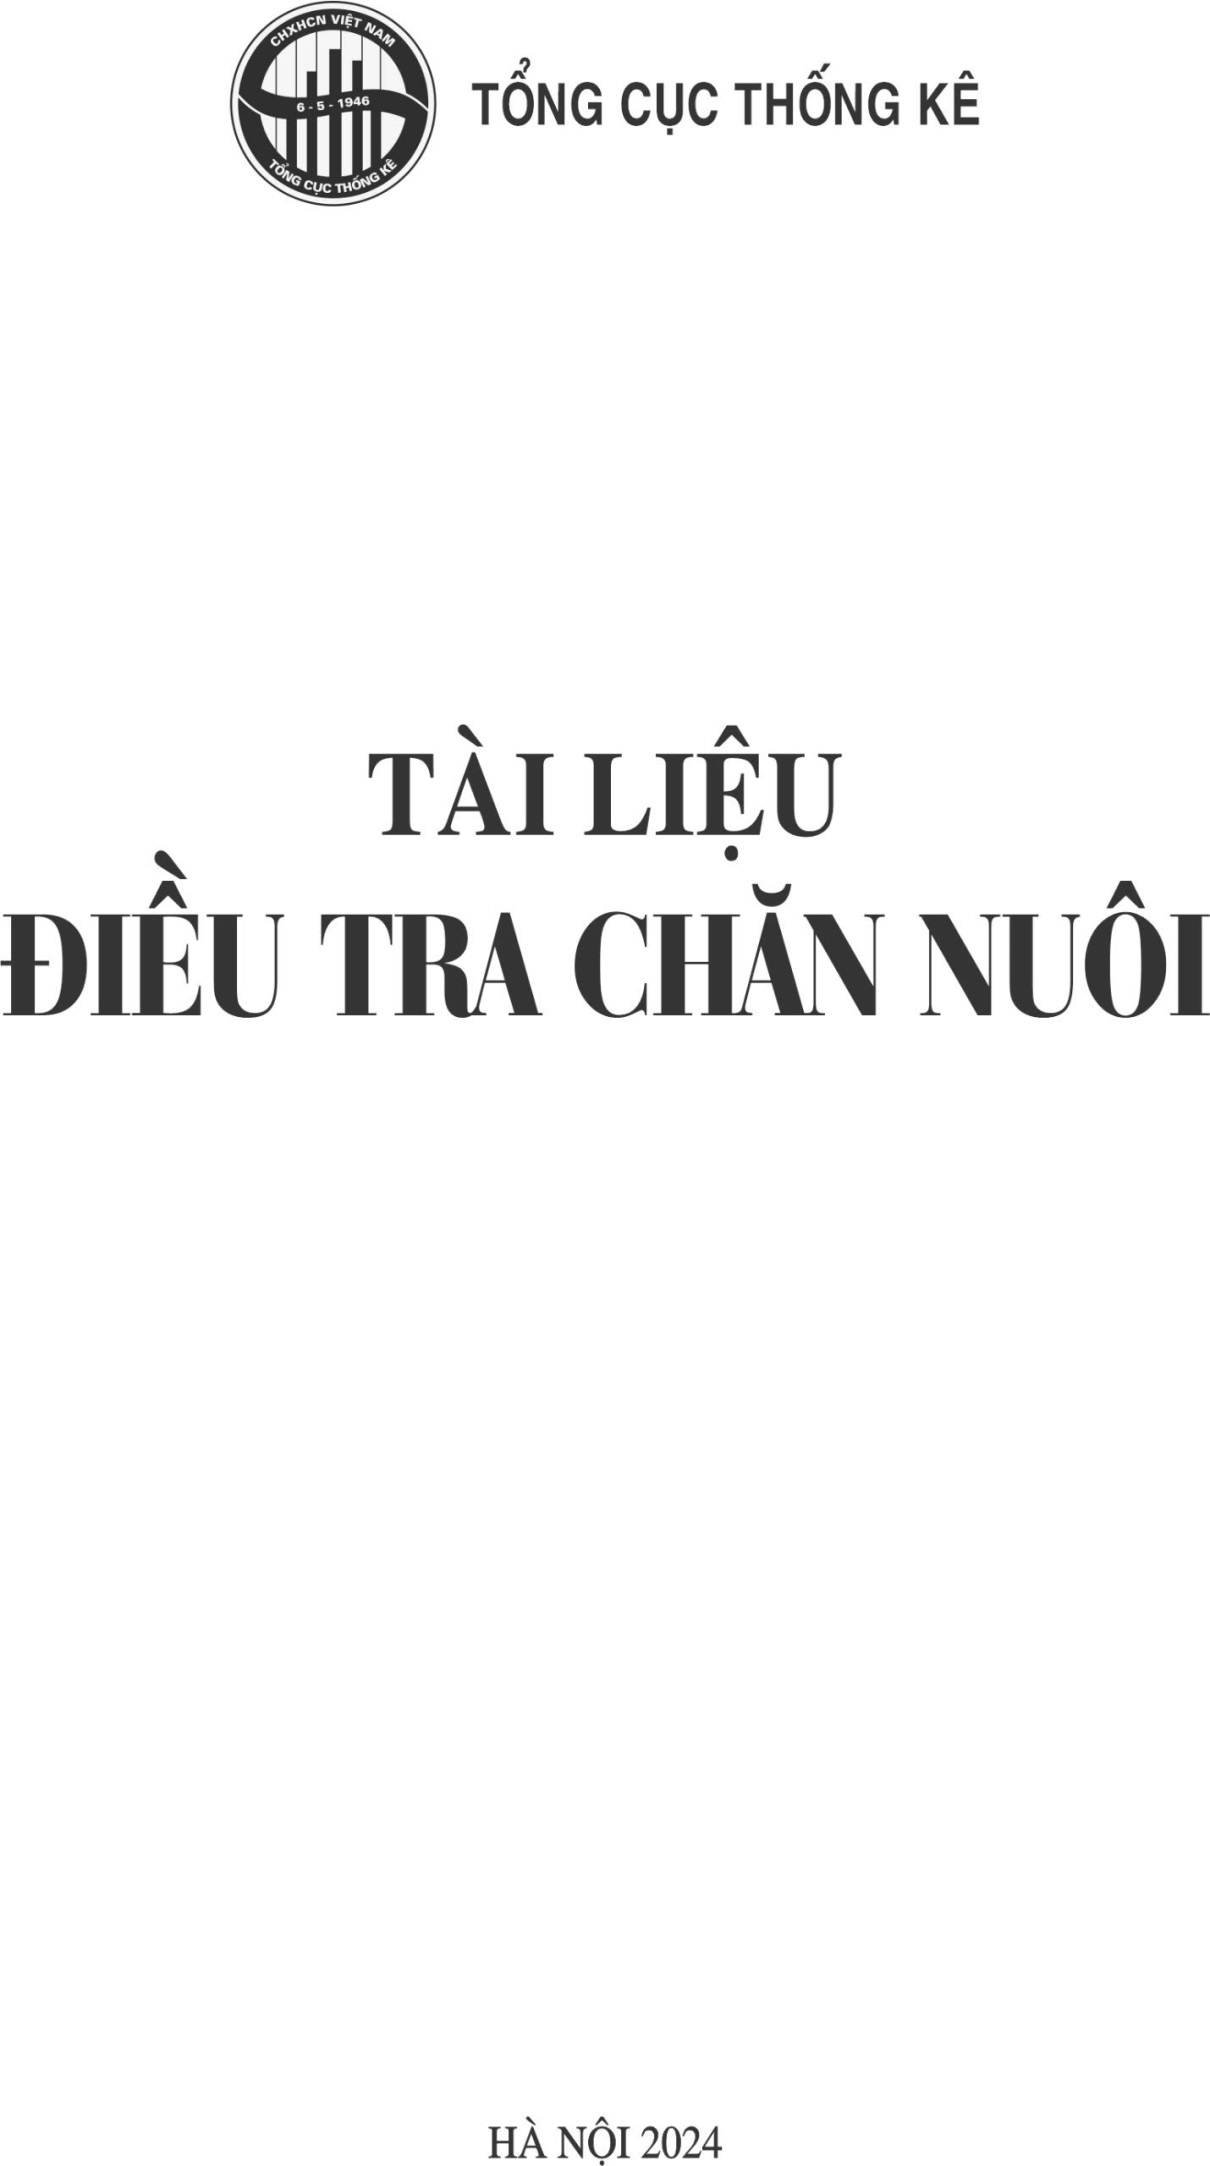 CHXHCN VIỆT NAM
6 - 5 - 1946
TỔNG CỤC THỐNG KÊ
TỔNG CỤC THỐNG KÊ
TÀI LIỆU
ĐIỀU TRA CHĂN NUÔI
HÀ NỘI 2024